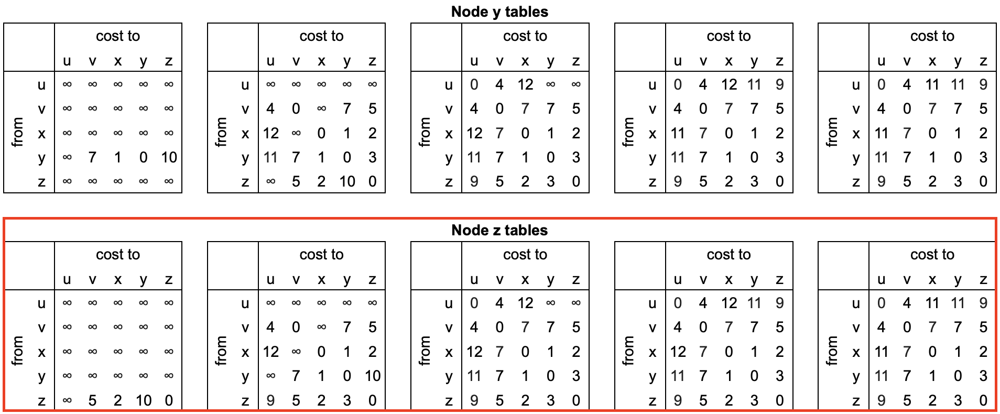 Node y tables
cost to cost to cost to cost to cost to
u v x y z u v x y z u v x y z u v x y z u v x y z
u ∞ ∞ ∞ ∞ ∞ u ∞ ∞ ∞ ∞ ∞ u 0 4 12 ∞ ∞ u 0 4 12 11 9 u 0 4 11 11 9
v ∞ ∞ ∞ ∞ ∞ v 4 0 ∞ 7 5 v 4 0 7 7 5 v 4 0 7 7 5 v 4 0 7 7 5
from x ∞ ∞ ∞ ∞ ∞ from x 12 ∞ 0 1 2 from x 12 7 0 1 2 from x 11 7 0 1 2 from x 11 7 0 1 2
y ∞ 7 1 0 10 y 11 7 1 0 3 y 11 7 1 0 3 y 11 7 1 0 3 y 11 7 1 0 3
z ∞ ∞ ∞ ∞ ∞ z ∞ 5 2 10 0 z 9 5 2 3 0 z 9 5 2 3 0 z 9 5 2 3 0
Node z tables
cost to cost to cost to cost to cost to
u v x y z u v x y z u v x y z u v x y z u v x y z
u ∞ ∞ ∞ ∞ ∞ u ∞ ∞ ∞ ∞ ∞ u 0 4 12 ∞ ∞ u 0 4 12 11 9 u 0 4 11 11 9
v ∞ ∞ ∞ ∞ ∞ v 4 0 ∞ 7 5 v 4 0 7 7 5 v 4 0 7 7 5 v 4 0 7 7 5
from x ∞ ∞ ∞ ∞ ∞ from x 12 ∞ 0 1 2 from x 12 7 0 1 2 from x 12 7 0 1 2 from x 11 7 0 1 2
y ∞ ∞ ∞ ∞ ∞ y ∞ 7 1 0 10 y 11 7 1 0 3 y 11 7 1 0 3 y 11 7 1 0 3
z ∞ 5 2 10 0 z 9 5 2 3 0 z 9 5 2 3 0 z 9 5 2 3 0 z 9 5 2 3 0